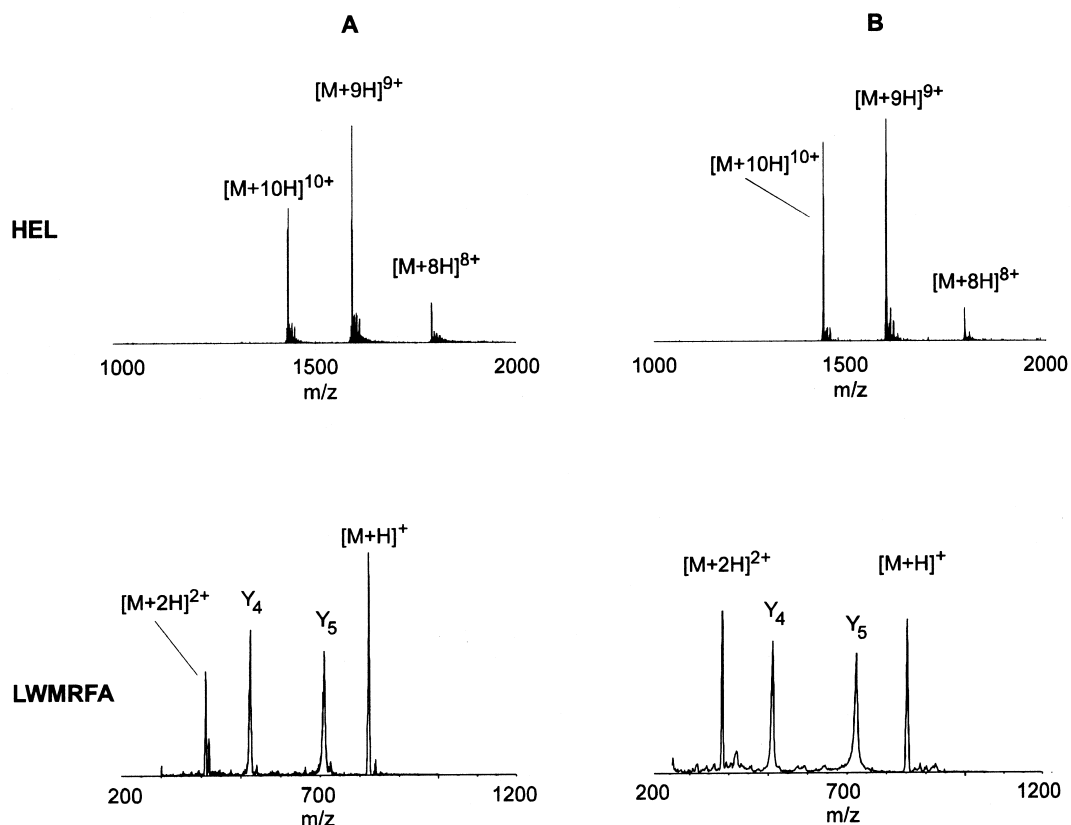 A
B
HEL
[M+10H]10+
[M+9H]9+
[M+8H]8+
1000
1500
2000
m/z
[M+10H]10+
[M+9H]9+
[M+8H]8+
1000
1500
2000
m/z
LWMRFA
[M+2H]2+
Y4
Y5
[M+H]+
200
700
1200
m/z
[M+2H]2+
Y4
Y5
[M+H]+
200
700
1200
m/z